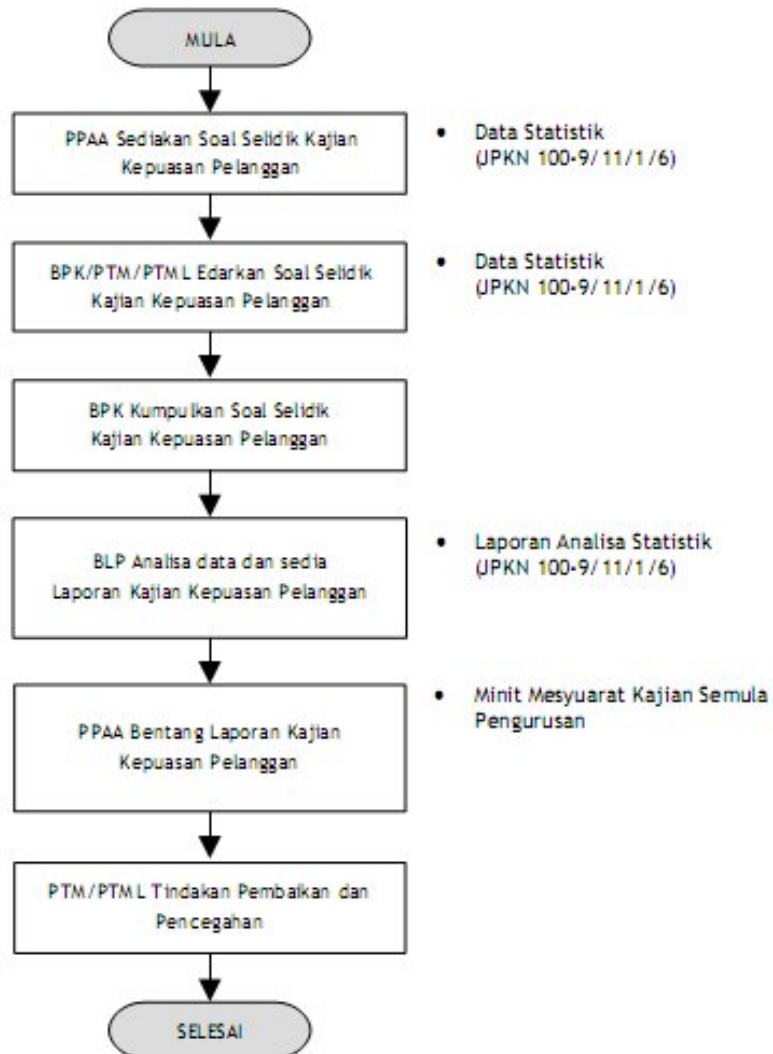 MULA
PPAA Sediakan Soal Selidik Kajian
Kepuasan Pelanggan
• Data Statistik
(JPKN 100-9/11/1/6)
BPK/PTM/PTML Edarkan Soal Selidik
Kajian Kepuasan Pelanggan
• Data Statistik
(JPKN 100-9/11/1/6)
BPK Kumpulkan Soal Selidik
Kajian Kepuasan Pelanggan
BLP Analisa data dan sedia
Laporan Kajian Kepuasan Pelanggan
• Laporan Analisa Statistik
(JPKN 100-9/11/1/6)
PPAA Bentang Laporan Kajian
Kepuasan Pelanggan
• Minit Mesyuarat Kajian Semula
Pengurusan
PTM/PTML Tindakan Pembaikan dan
Pencegahan
SELESAI